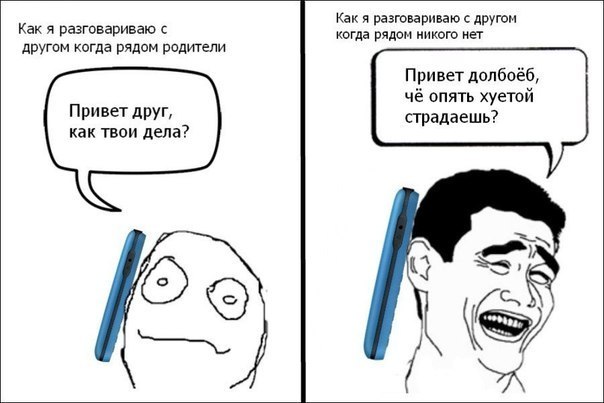 Как я разговариваю с
другом когда рядом родители
Привет друг,
как твои дела?
Как я разговариваю с другом
когда рядом никого нет
Привет долбоёб,
чё опять хуетой
страдаешь?